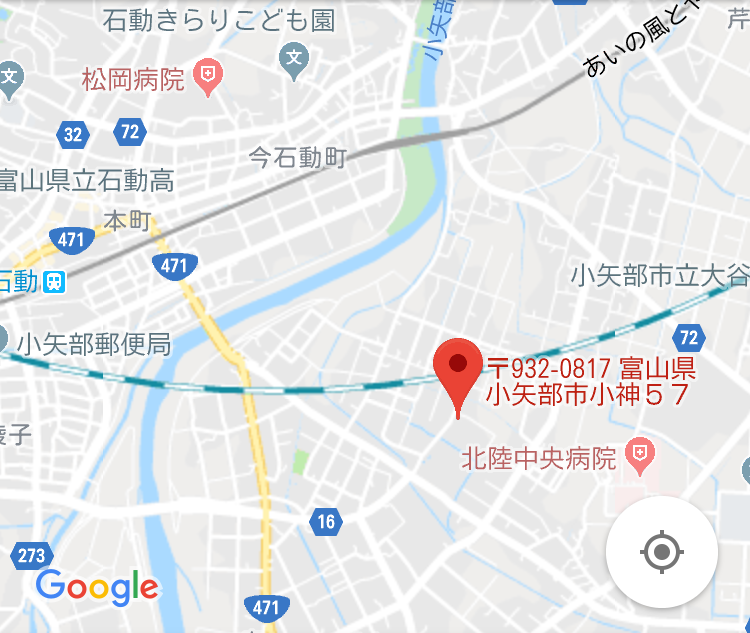 石動きらりこども園
小矢部
あいの風とや
芹
文
文
松岡病院
32
72
今石動町
富山県立石動高
本町
471
471
石動
小矢部市立大谷
小矢部郵便局
72
〒932-0817 富山県
小矢部市小神57
綾子
北陸中央病院
16
273
Google
471